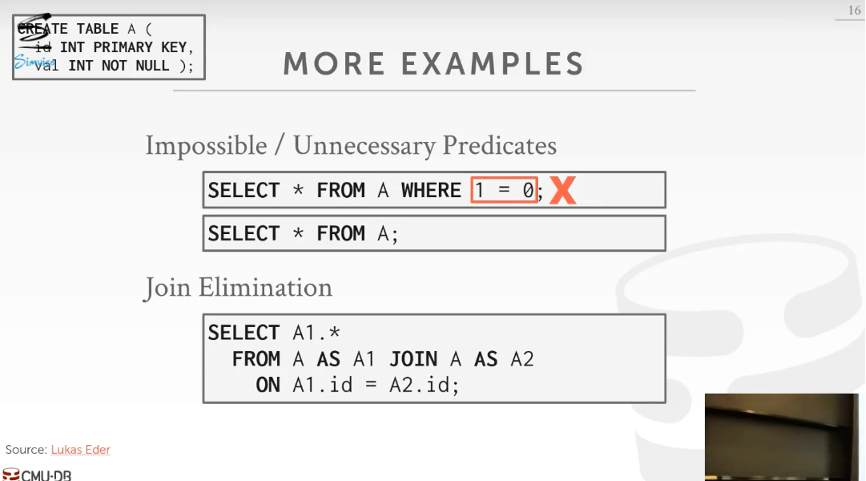 16
CREATE TABLE A (
id INT PRIMARY KEY,
val INT NOT NULL );
MORE EXAMPLES
Impossible / Unnecessary Predicates
SELECT * FROM A WHERE 1 = 0; X
SELECT * FROM A;
Join Elimination
SELECT A1.*
FROM A AS A1 JOIN A AS A2
ON A1.id = A2.id;
Source: Lukas Eder
CMU·DB